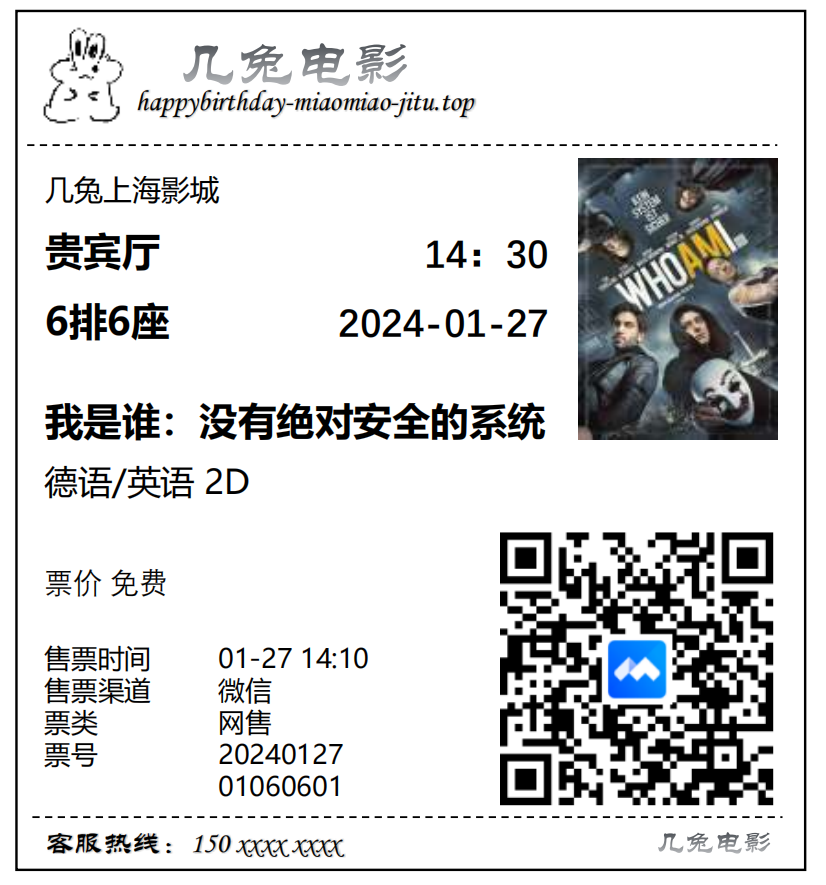 几兔电影
happybirthday-miaomiao-jitu.top
几兔上海影城
贵宾厅 14：30
6排6座 2024-01-27
KEIN
SYSTEM
IST
SICHER
WHOAMI
我是谁：没有绝对安全的系统
德语/英语 2D
票价 免费
售票时间 01-27 14:10
售票渠道 微信
票类 网售
票号 20240127
01060601
客服热线：150 xxxx xxxx
几兔电影